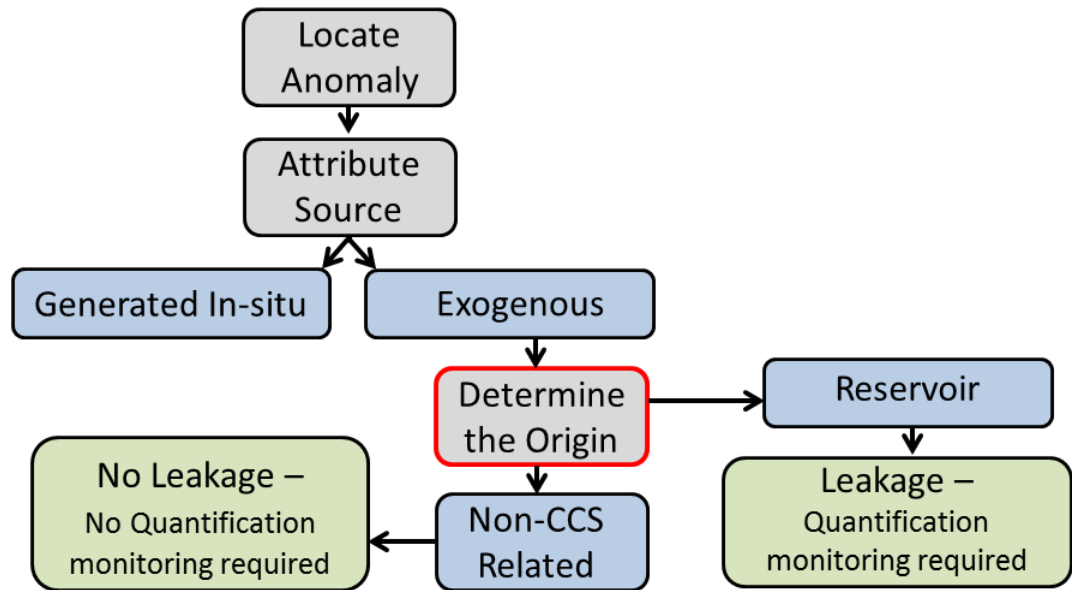 Locate
Anomaly
Attribute
Source
Generated In-situ
Exogenous
Determine
the Origin
Reservoir
No Leakage –
No Quantification
monitoring required
Non-CCS
Related
Leakage –
Quantification
monitoring required